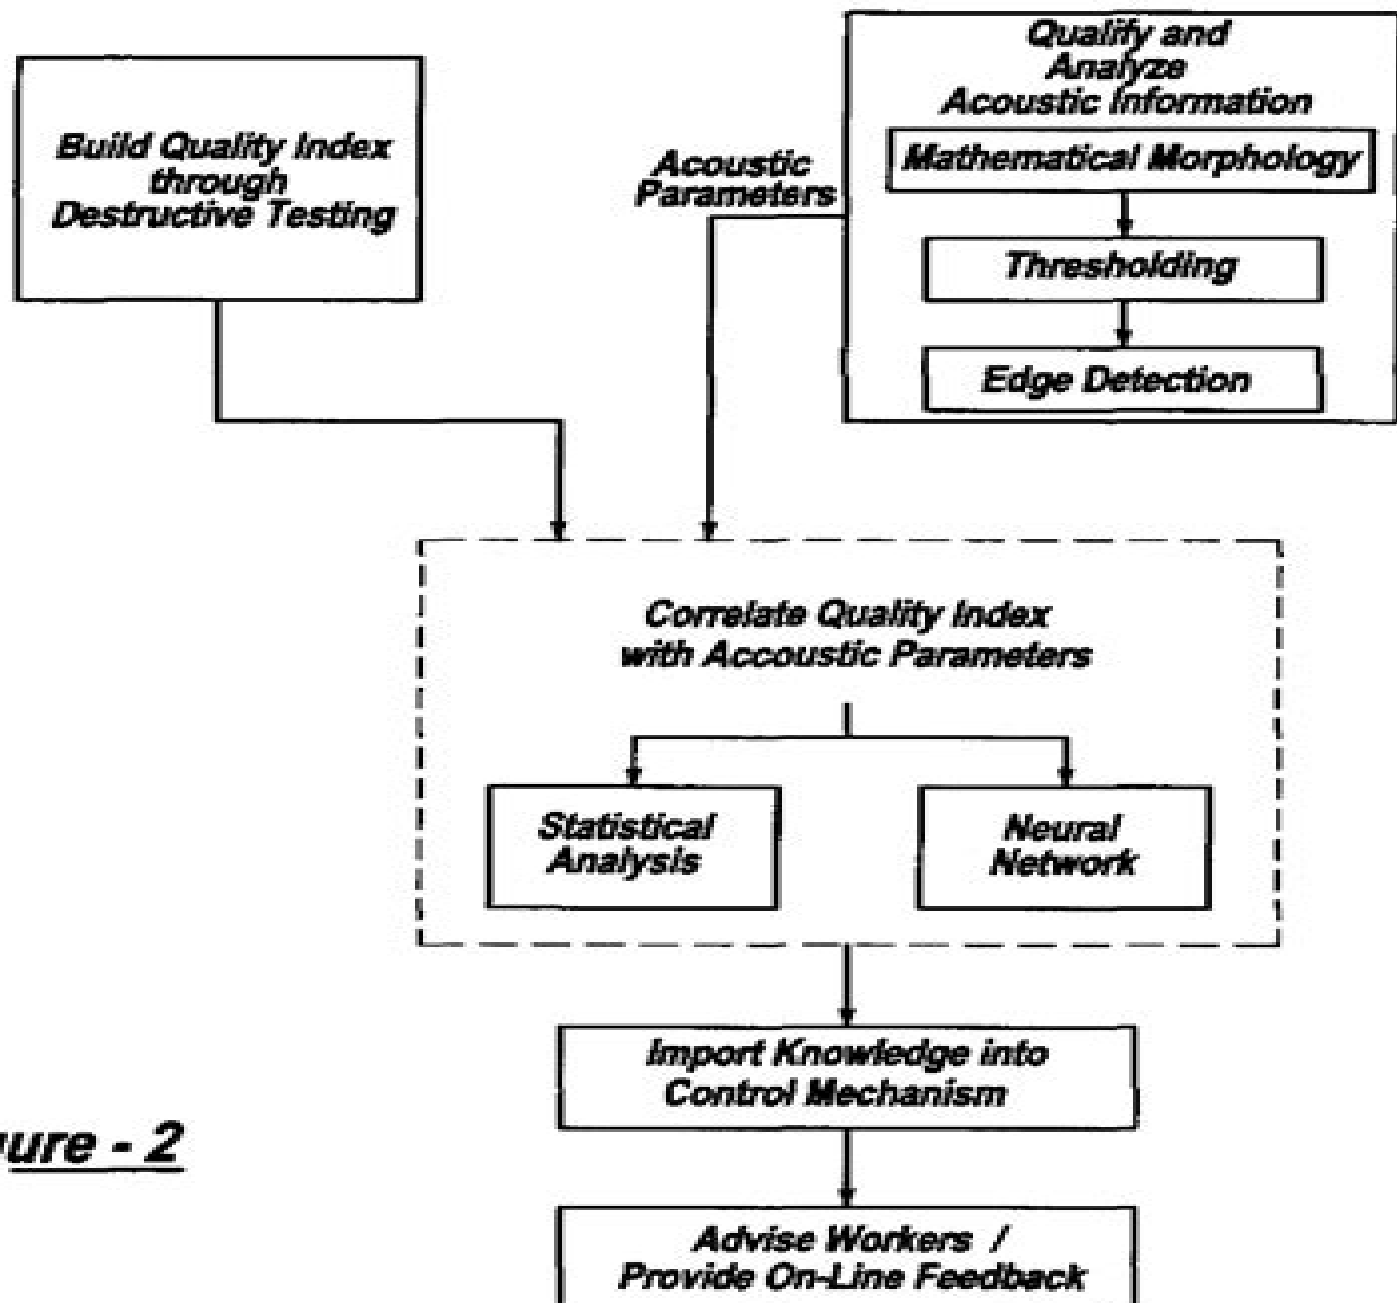 Qualify and
Analyze
Acoustic Information
Mathematical Morphology
Thresholding
Edge Detection
Build Quality Index
through
Destructive Testing
Acoustic
Parameters
Correlate Quality Index
with Accoustic Parameters
Statistical
Analysis
Neural
Network
Import Knowledge into
Control Mechanism
Advise Workers /
Provide On-Line Feedback
ure - 2